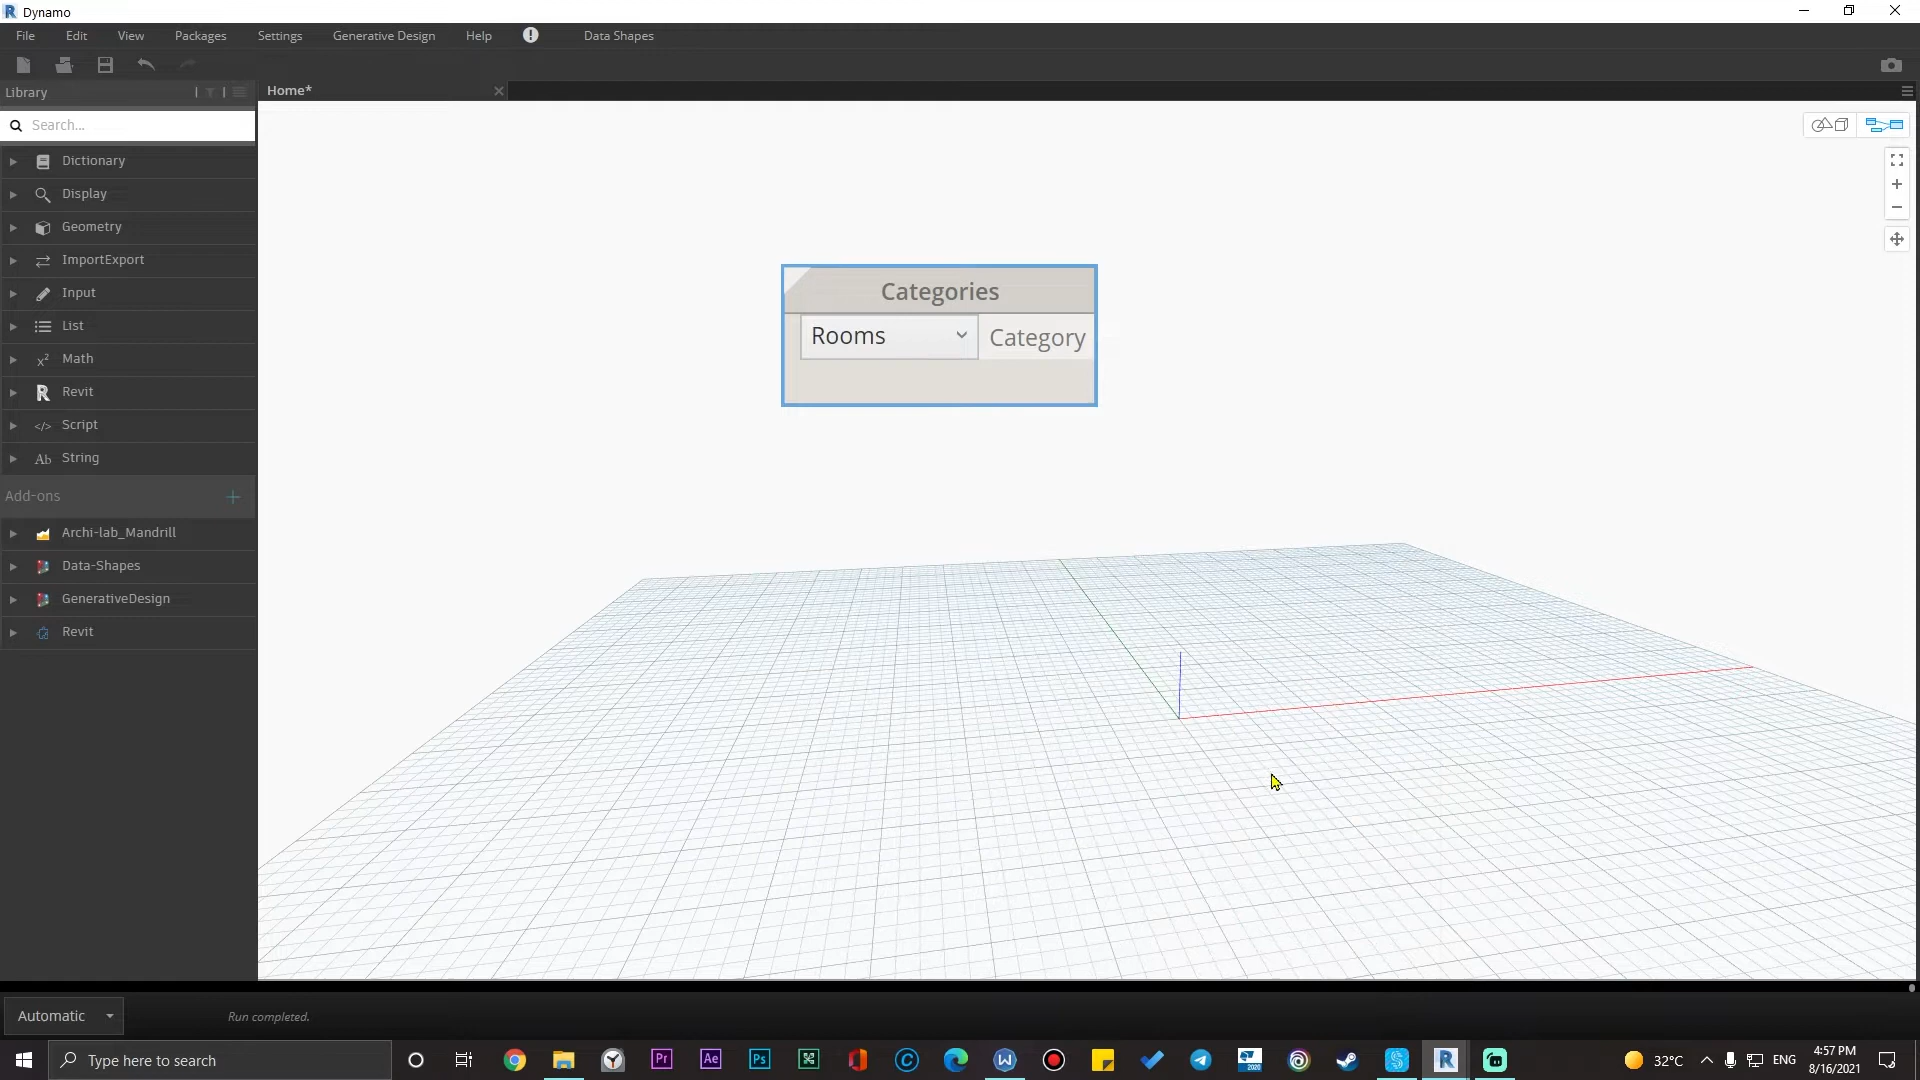 Dynamo
File Edit View Packages Settings Generative Design Help Data Shapes
Library
Home*
Search...
Dictionary
Display
Geometry
ImportExport
Input
List
Math
Revit
Script
String
Add-ons
Archi-lab_Mandrill
Data-Shapes
GenerativeDesign
Revit
Categories
Rooms Category
Automatic
Run completed.
Type here to search
32°C
ENG
4:57 PM
8/16/2021